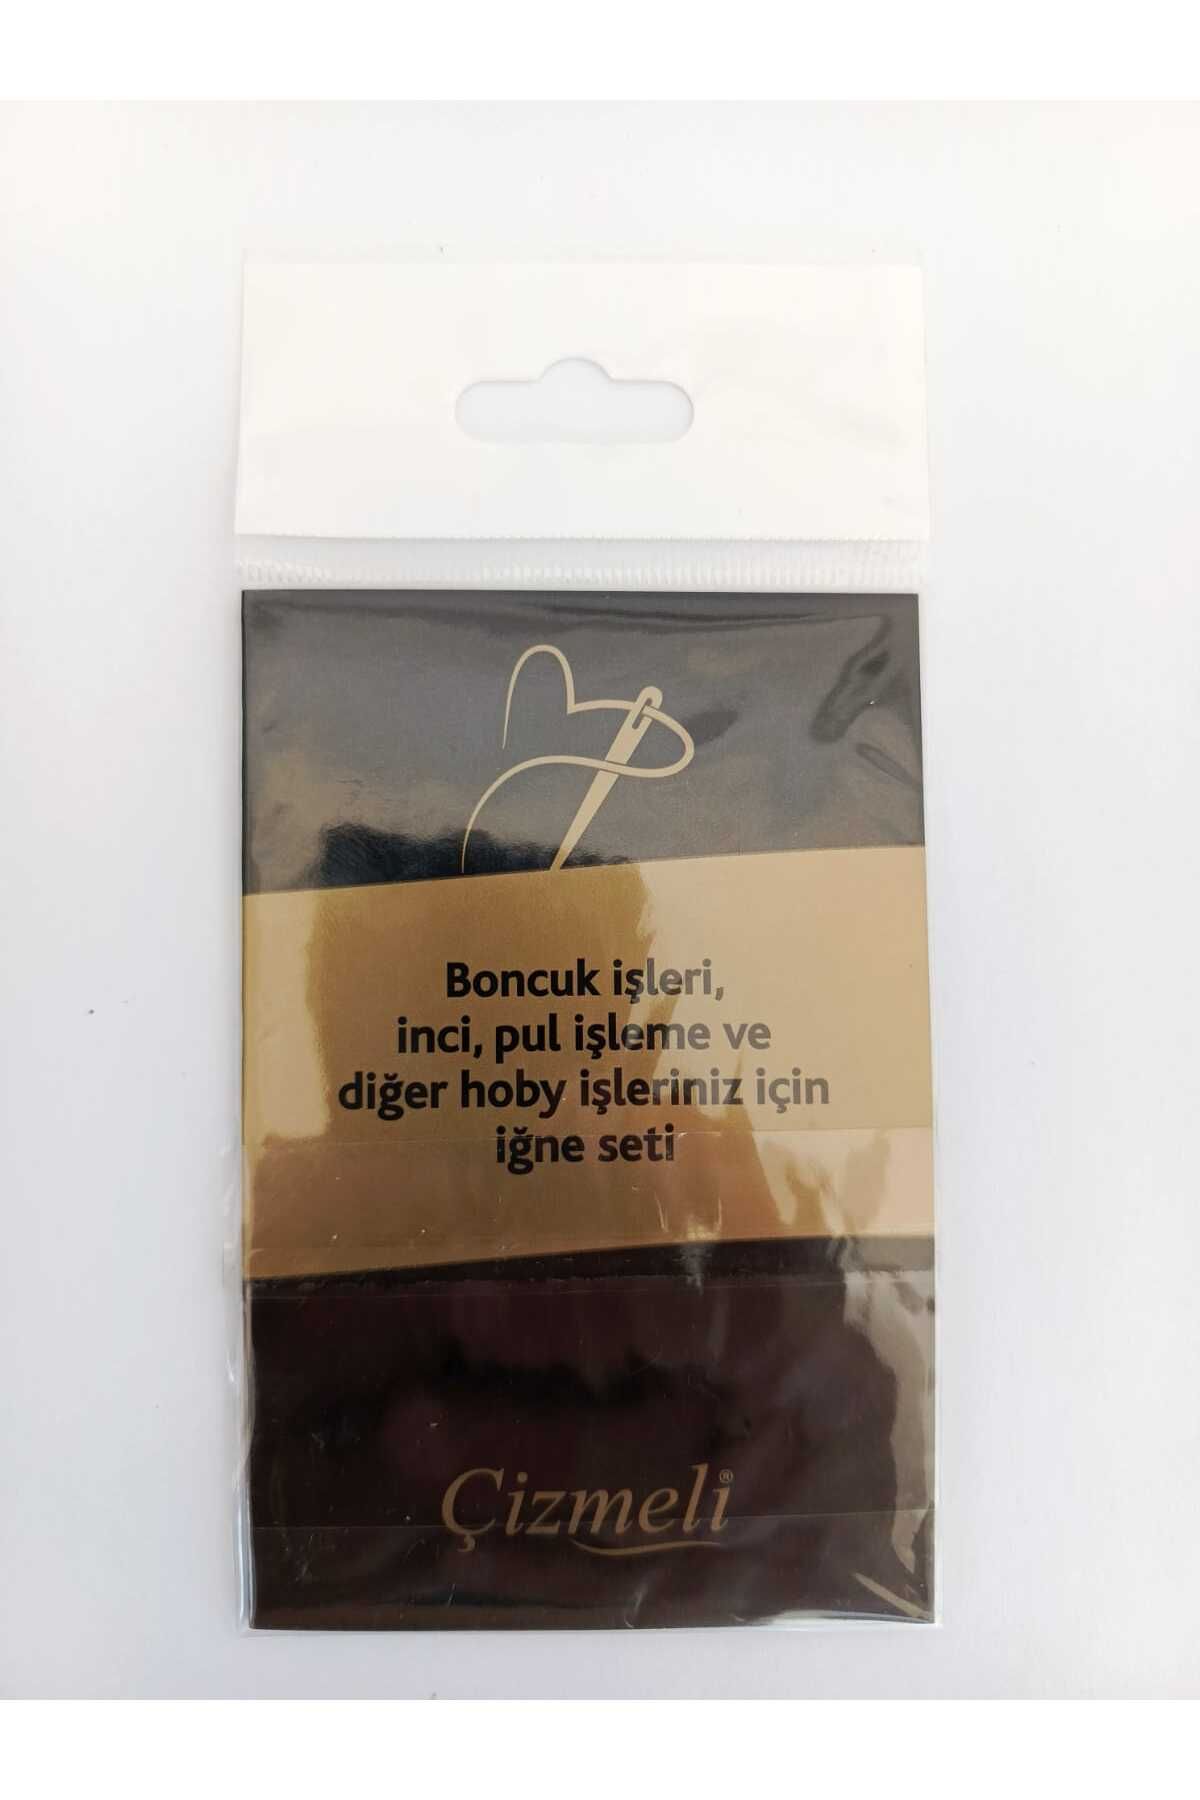 Boncuk işleri,
inci, pul işleme ve
diğer hoby işleriniz için
iğne seti
Çizmeli®